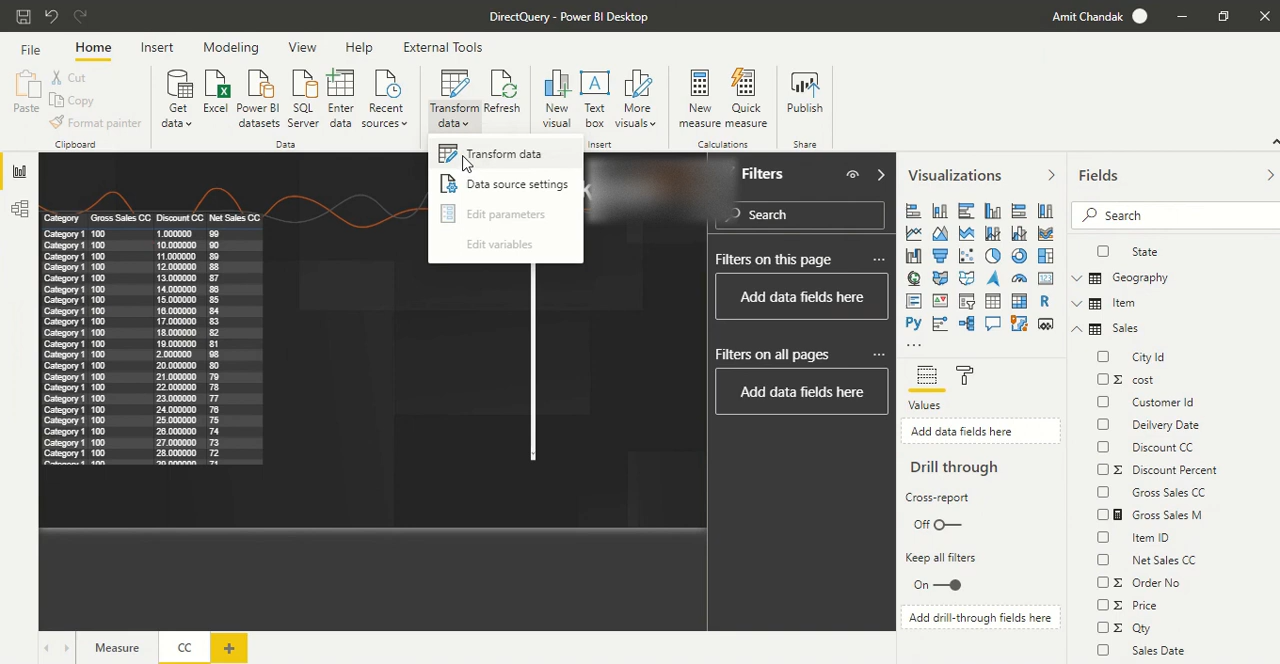 DirectQuery - Power BI Desktop
Amit Chandak
File Home Insert Modeling View Help External Tools
Paste
Cut
Copy
Format painter
Clipboard
Get data
Excel
Power BI datasets
SQL Server
Enter data
Recent sources
Data
Transform data
Refresh
New visual
Text box
More visuals
Insert
New measure
Quick measure
Calculations
Publish
Share
Transform data
Data source settings
Edit parameters
Edit variables
k
Category Gross Sales CC Discount CC Net Sales CC
Category 1 100 1.000000 99
Category 1 100 10.000000 90
Category 1 100 11.000000 89
Category 1 100 12.000000 88
Category 1 100 13.000000 87
Category 1 100 14.000000 86
Category 1 100 15.000000 85
Category 1 100 16.000000 84
Category 1 100 17.000000 83
Category 1 100 18.000000 82
Category 1 100 19.000000 81
Category 1 100 2.000000 98
Category 1 100 20.000000 80
Category 1 100 21.000000 79
Category 1 100 22.000000 78
Category 1 100 23.000000 77
Category 1 100 24.000000 76
Category 1 100 25.000000 75
Category 1 100 26.000000 74
Category 1 100 27.000000 73
Category 1 100 28.000000 72
Category 1 100 29.000000 71
Filters
Search
Filters on this page ...
Add data fields here
Filters on all pages ...
Add data fields here
Visualizations
R
Py
...
Values
Add data fields here
Drill through
Cross-report
Off
Keep all filters
On
Add drill-through fields here
Fields
Search
State
Geography
Item
Sales
City Id
Σ cost
Customer Id
Deilvery Date
Discount CC
Σ Discount Percent
Gross Sales CC
Gross Sales M
Item ID
Net Sales CC
Σ Order No
Σ Price
Σ Qty
Sales Date
Measure
CC
+